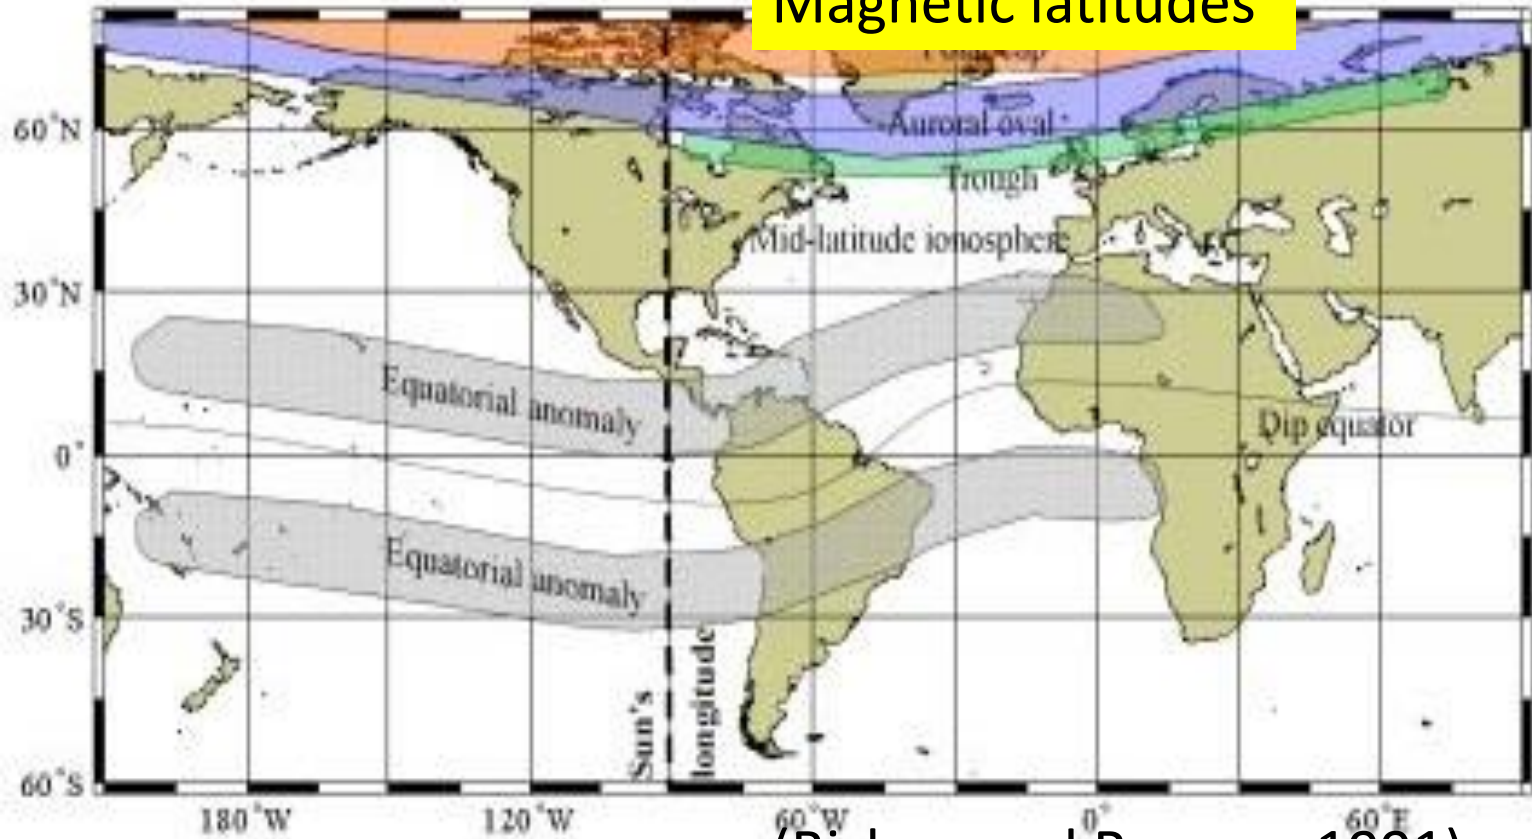 Magnetic latitudes
60°N
Auroral oval
Trough
Mid-latitude ionosphere
30°N
Equatorial anomaly
Dip equator
0°
Equatorial anomaly
30°S
Sun's
longitude
60°S
180°W
120°W
60°W
0°
60°E